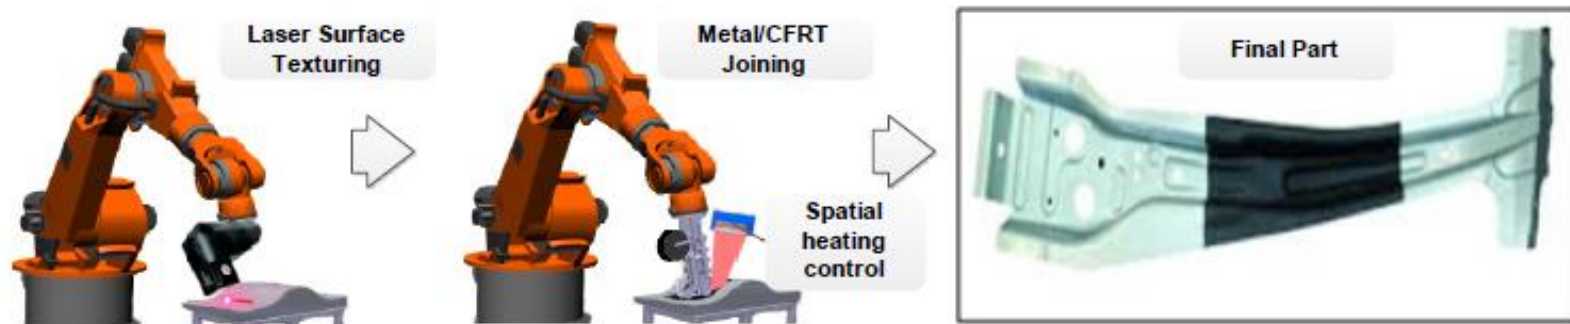 Laser Surface
Texturing
Metal/CFRT
Joining
Spatial
heating
control
Final Part